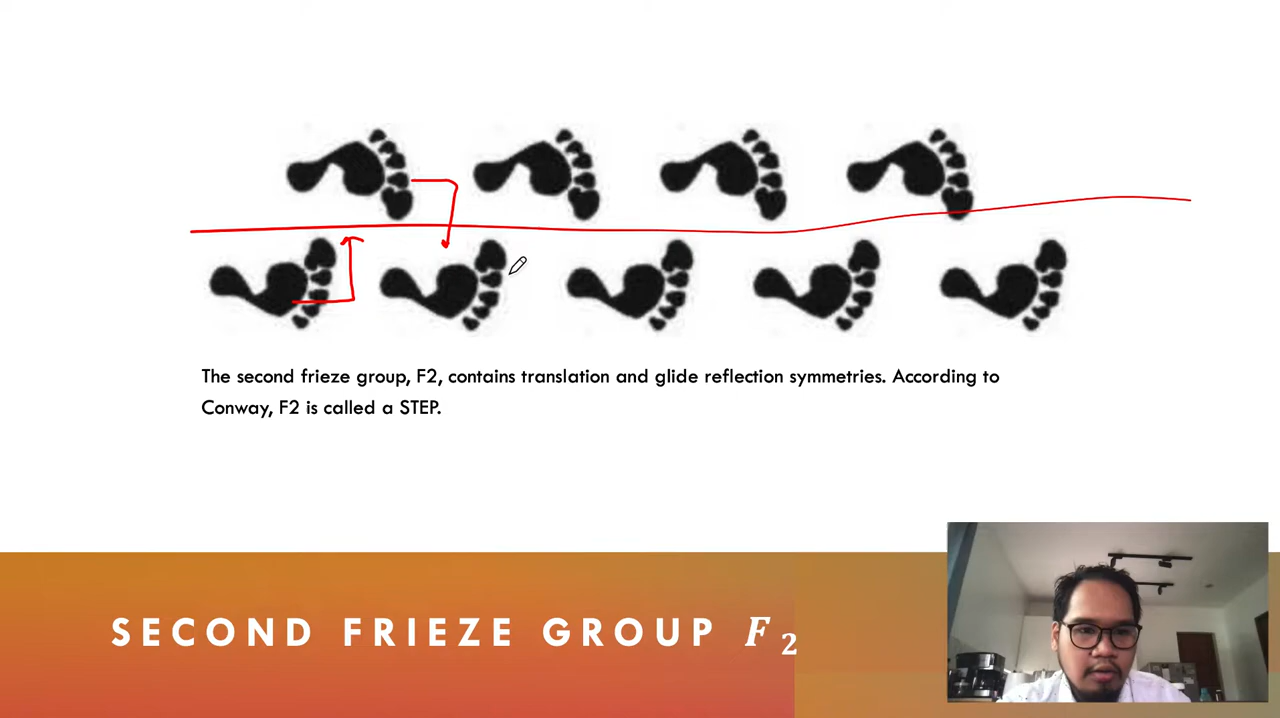 The second frieze group, F2, contains translation and glide reflection symmetries. According to
Conway, F2 is called a STEP.
SECOND FRIEZE GROUP F₂